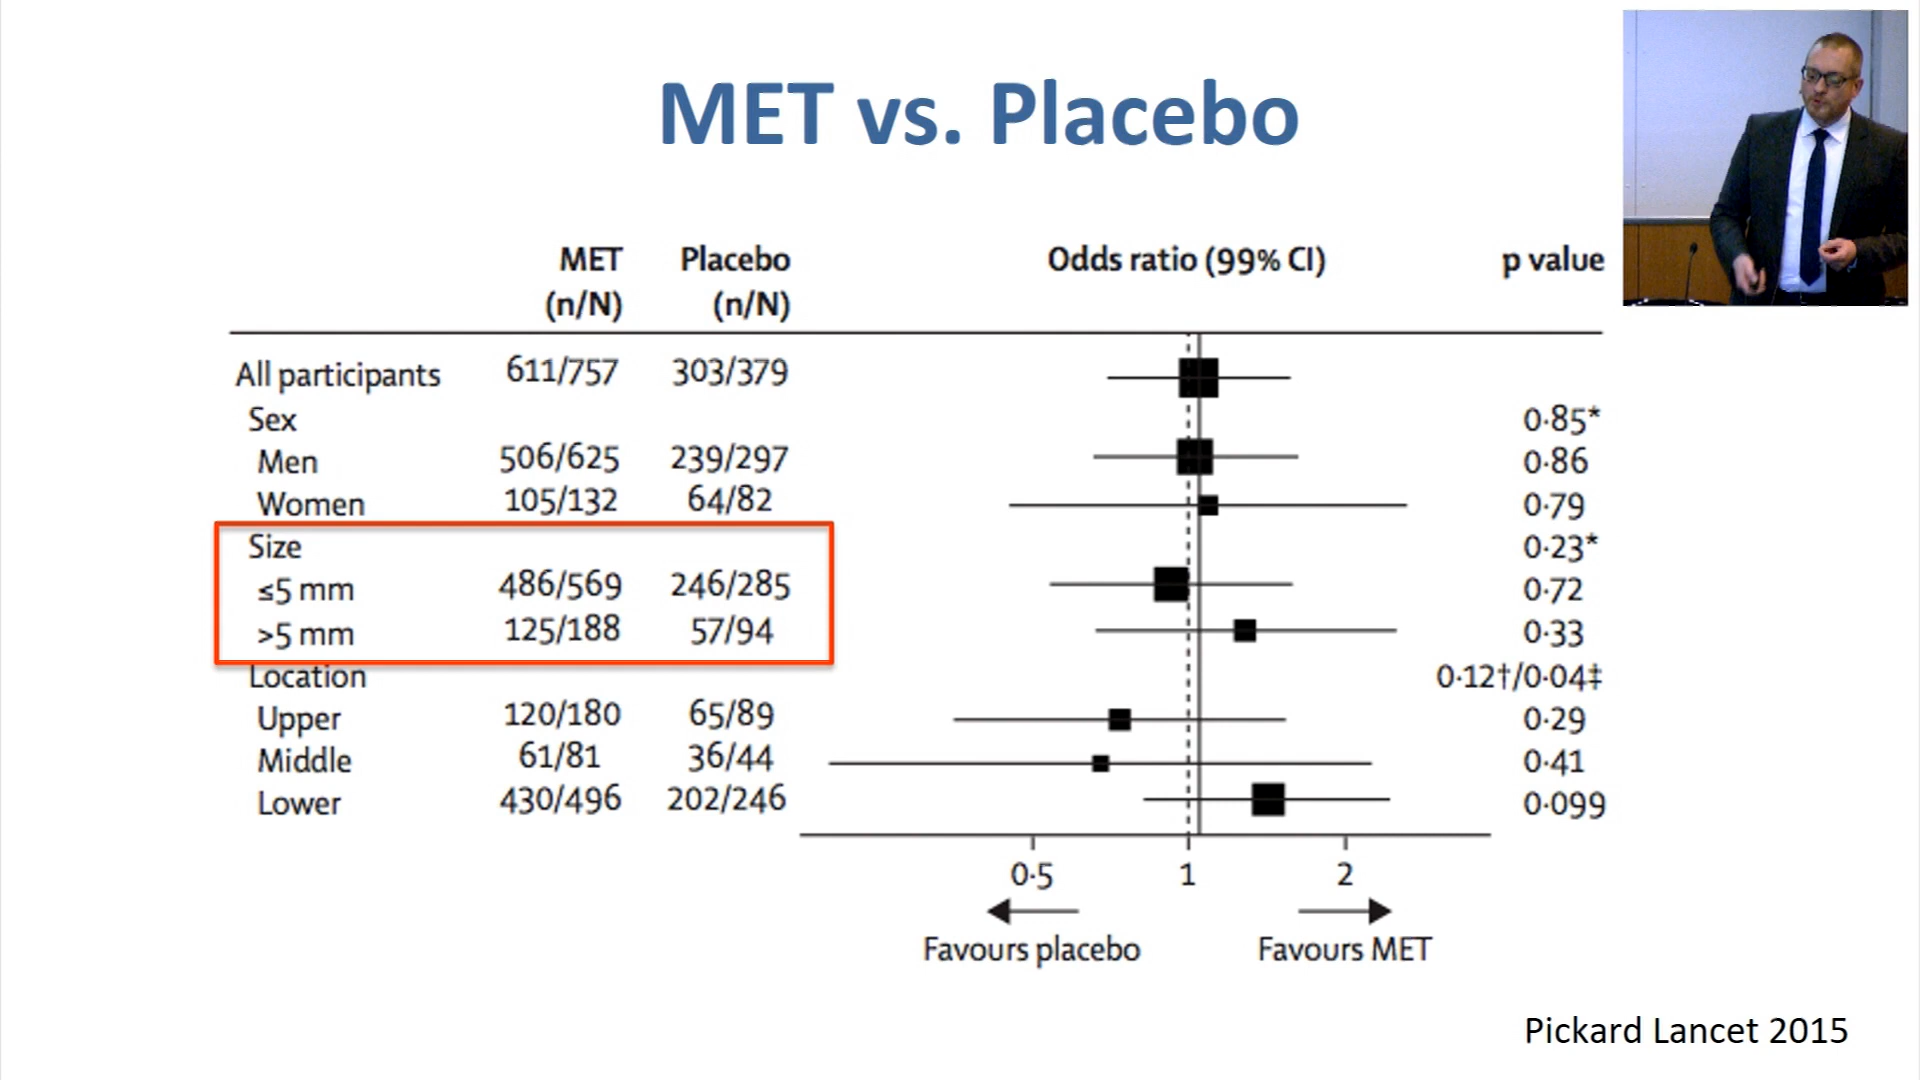 MET vs. Placebo
MET Placebo Odds ratio (99% CI) p value
(n/N) (n/N)
All participants 611/757 303/379
Sex 0·85*
Men 506/625 239/297 0·86
Women 105/132 64/82 0·79
Size 0·23*
≤5 mm 486/569 246/285 0·72
>5 mm 125/188 57/94 0·33
Location 0·12†/0·04‡
Upper 120/180 65/89 0·29
Middle 61/81 36/44 0·41
Lower 430/496 202/246 0·099
0·5 1 2
Favours placebo Favours MET
Pickard Lancet 2015